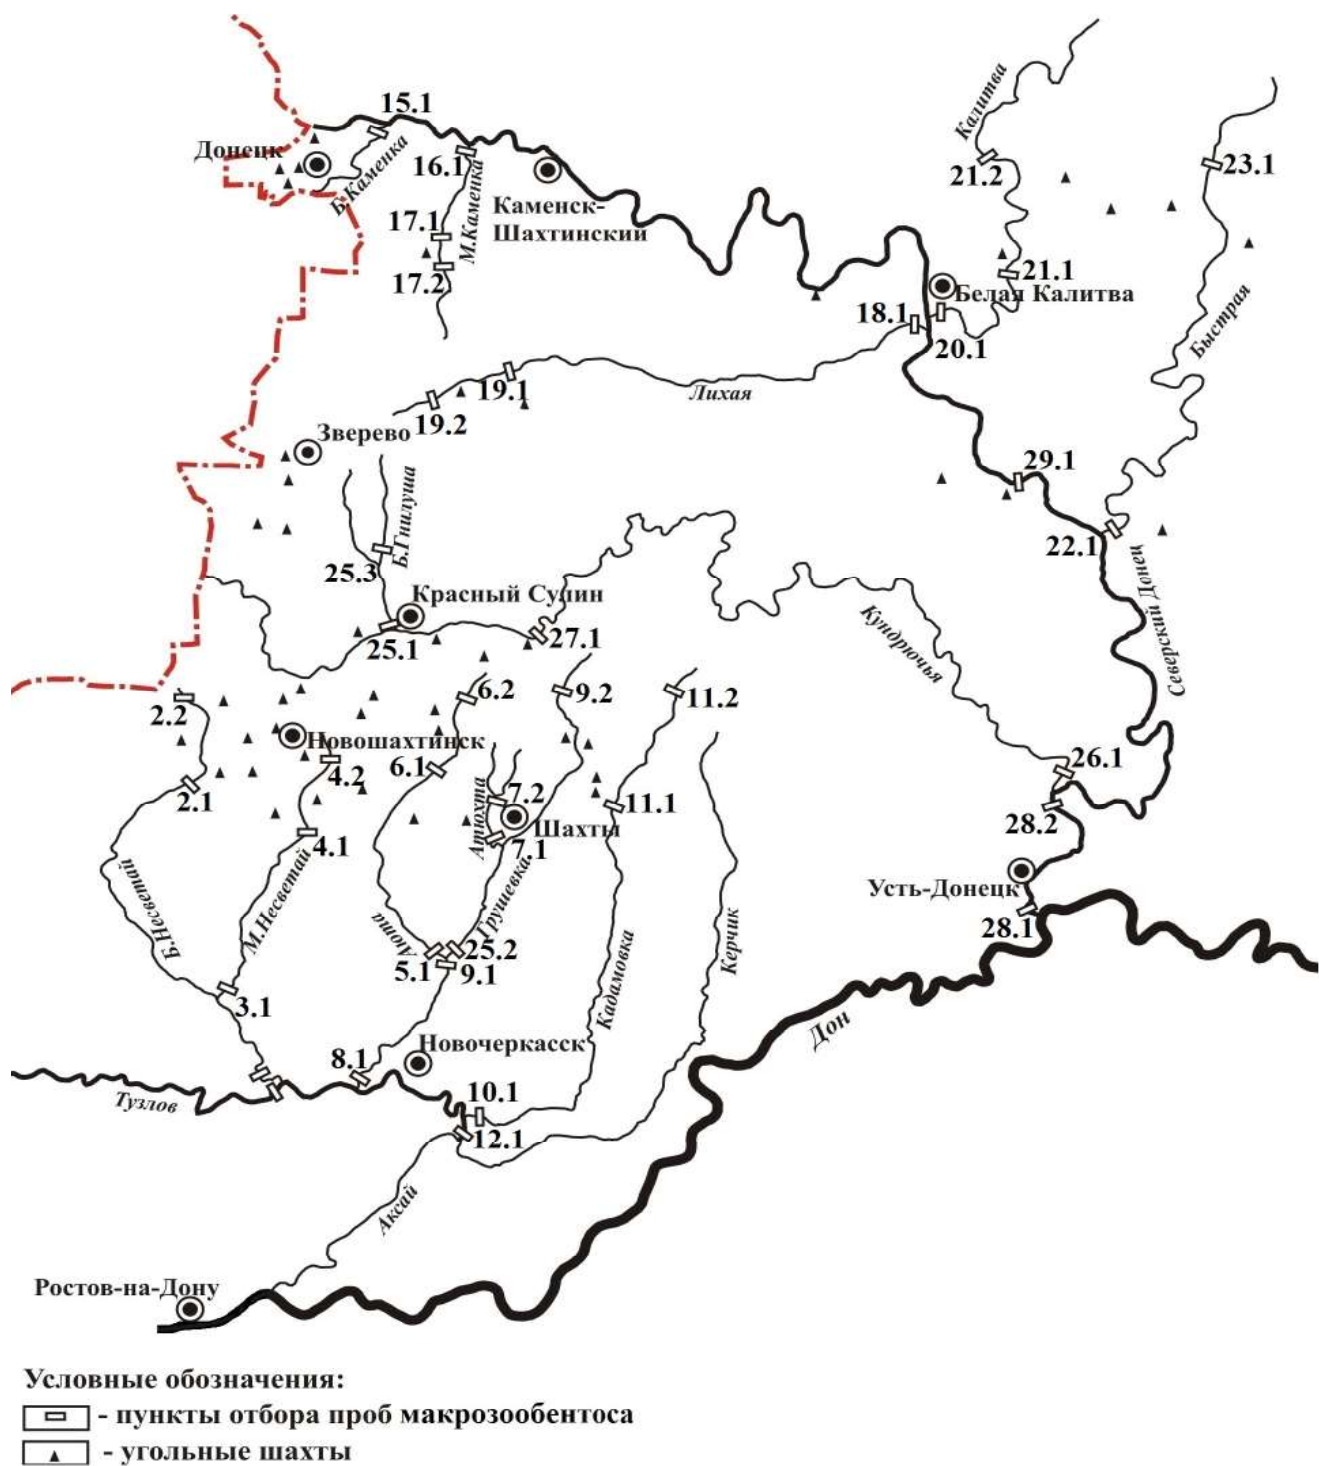 15.1
Донецк
Б.Каменка
16.1
М.Каменка
Каменск-
Шахтинский
17.1
17.2
Калитва
21.2
23.1
21.1
Белая Калитва
18.1
20.1
Быстрая
Лихая
19.1
19.2
Зверево
Б.Гнилуша
25.3
29.1
22.1
Северский Донец
Красный Сулин
25.1
27.1
Кундрючья
2.2
6.2
9.2
11.2
Новошахтинск
6.1
4.2
2.1
7.2
Атюхта
Шахты
11.1
26.1
28.2
4.1
7.1
Усть-Донецк
Б.Несветай
М.Несветай
Аюта
Грушевка
25.2
5.1
9.1
28.1
Кадамовка
Керчик
3.1
Дон
Новочеркасск
8.1
Тузлов
10.1
12.1
Аксай
Ростов-на-Дону
Условные обозначения:
- пункты отбора проб макрозообентоса
- угольные шахты